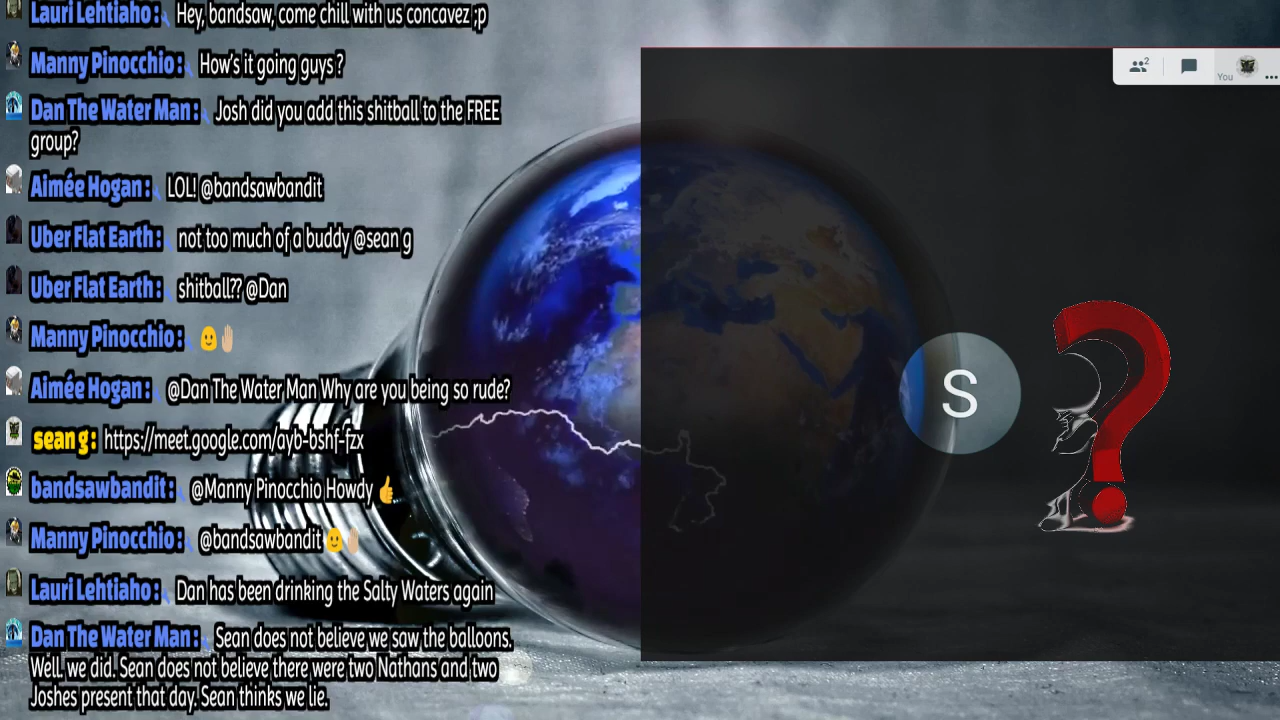 Lauri Lehtiaho: Hey, bandsaw, come chill with us concavez ;p
Manny Pinocchio: How's it going guys?
Dan The Water Man: Josh did you add this shitball to the FREE
group?
Aimée Hogan: LOL! @bandsawbandit
Uber Flat Earth: not too much of a buddy @sean g
Uber Flat Earth: shitball?? @Dan
Manny Pinocchio: 🙂🤚🏼
Aimée Hogan: @Dan The Water Man Why are you being so rude?
sean g: https://meet.google.com/ayb-bshf-fzx
bandsawbandit: @Manny Pinocchio Howdy 👍
Manny Pinocchio: @bandsawbandit 🙂🤚🏼
Lauri Lehtiaho: Dan has been drinking the Salty Waters again
Dan The Water Man: Sean does not believe we saw the balloons.
Well. we did. Sean does not believe there were two Nathans and two
Joshes present that day. Sean thinks we lie.
2
You
S
?